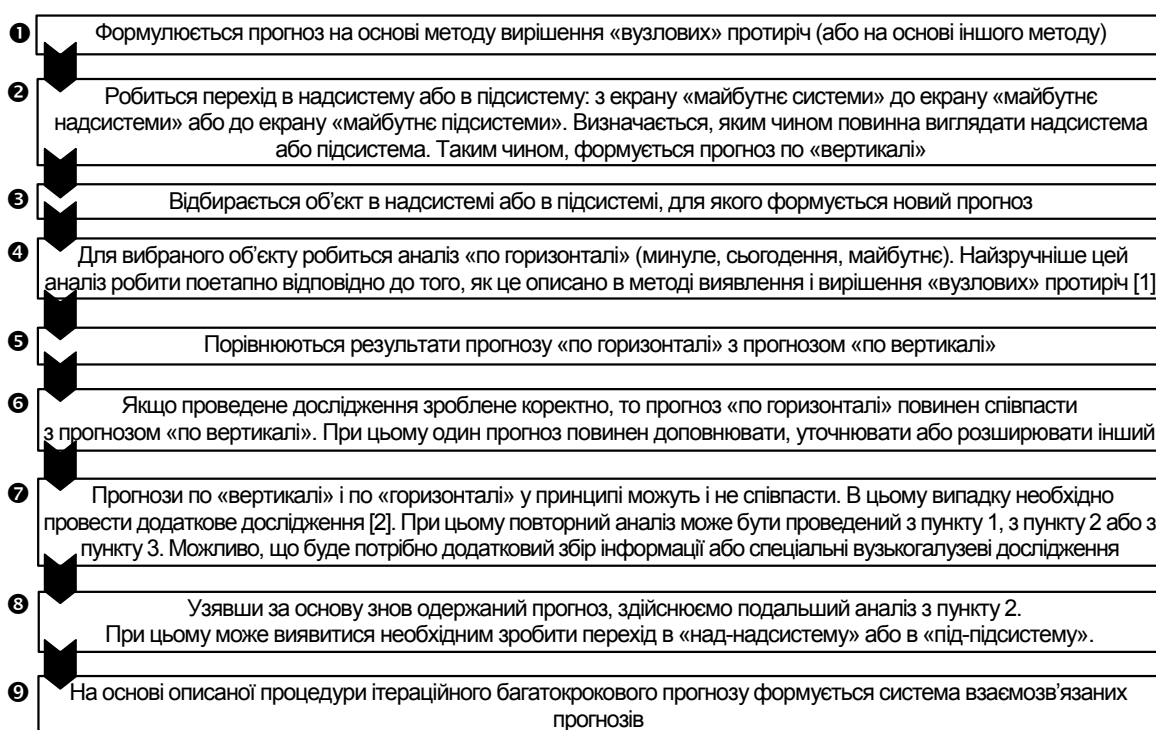 ❶ Формулюється прогноз на основі методу вирішення «вузлових» протиріч (або на основі іншого методу)
❷ Робиться перехід в надсистему або в підсистему: з екрану «майбутнє системи» до екрану «майбутнє
надсистеми» або до екрану «майбутнє підсистеми». Визначається, яким чином повинна виглядати надсистема
або підсистема. Таким чином, формується прогноз по «вертикалі»
❸ Відбирається об’єкт в надсистемі або в підсистемі, для якого формується новий прогноз
❹ Для вибраного об’єкту робиться аналіз «по горизонталі» (минуле, сьогодення, майбутнє). Найзручніше цей
аналіз робити поетапно відповідно до того, як це описано в методі виявлення і вирішення «вузлових» протиріч [1]
❺ Порівнюються результати прогнозу «по горизонталі» з прогнозом «по вертикалі»
❻ Якщо проведене дослідження зроблене коректно, то прогноз «по горизонталі» повинен співпасти
з прогнозом «по вертикалі». При цьому один прогноз повинен доповнювати, уточнювати або розширювати інший
❼ Прогнози по «вертикалі» і по «горизонталі» у принципі можуть і не співпасти. В цьому випадку необхідно
провести додаткове дослідження [2]. При цьому повторний аналіз може бути проведений з пункту 1, з пункту 2 або з
пункту 3. Можливо, що буде потрібно додатковий збір інформації або спеціальні вузькогалузеві дослідження
❽ Узявши за основу знов одержаний прогноз, здійснюємо подальший аналіз з пункту 2.
При цьому може виявитися необхідним зробити перехід в «над-надсистему» або в «під-підсистему».
❾ На основі описаної процедури ітераційного багатокрокового прогнозу формується система взаємозв’язаних
прогнозів